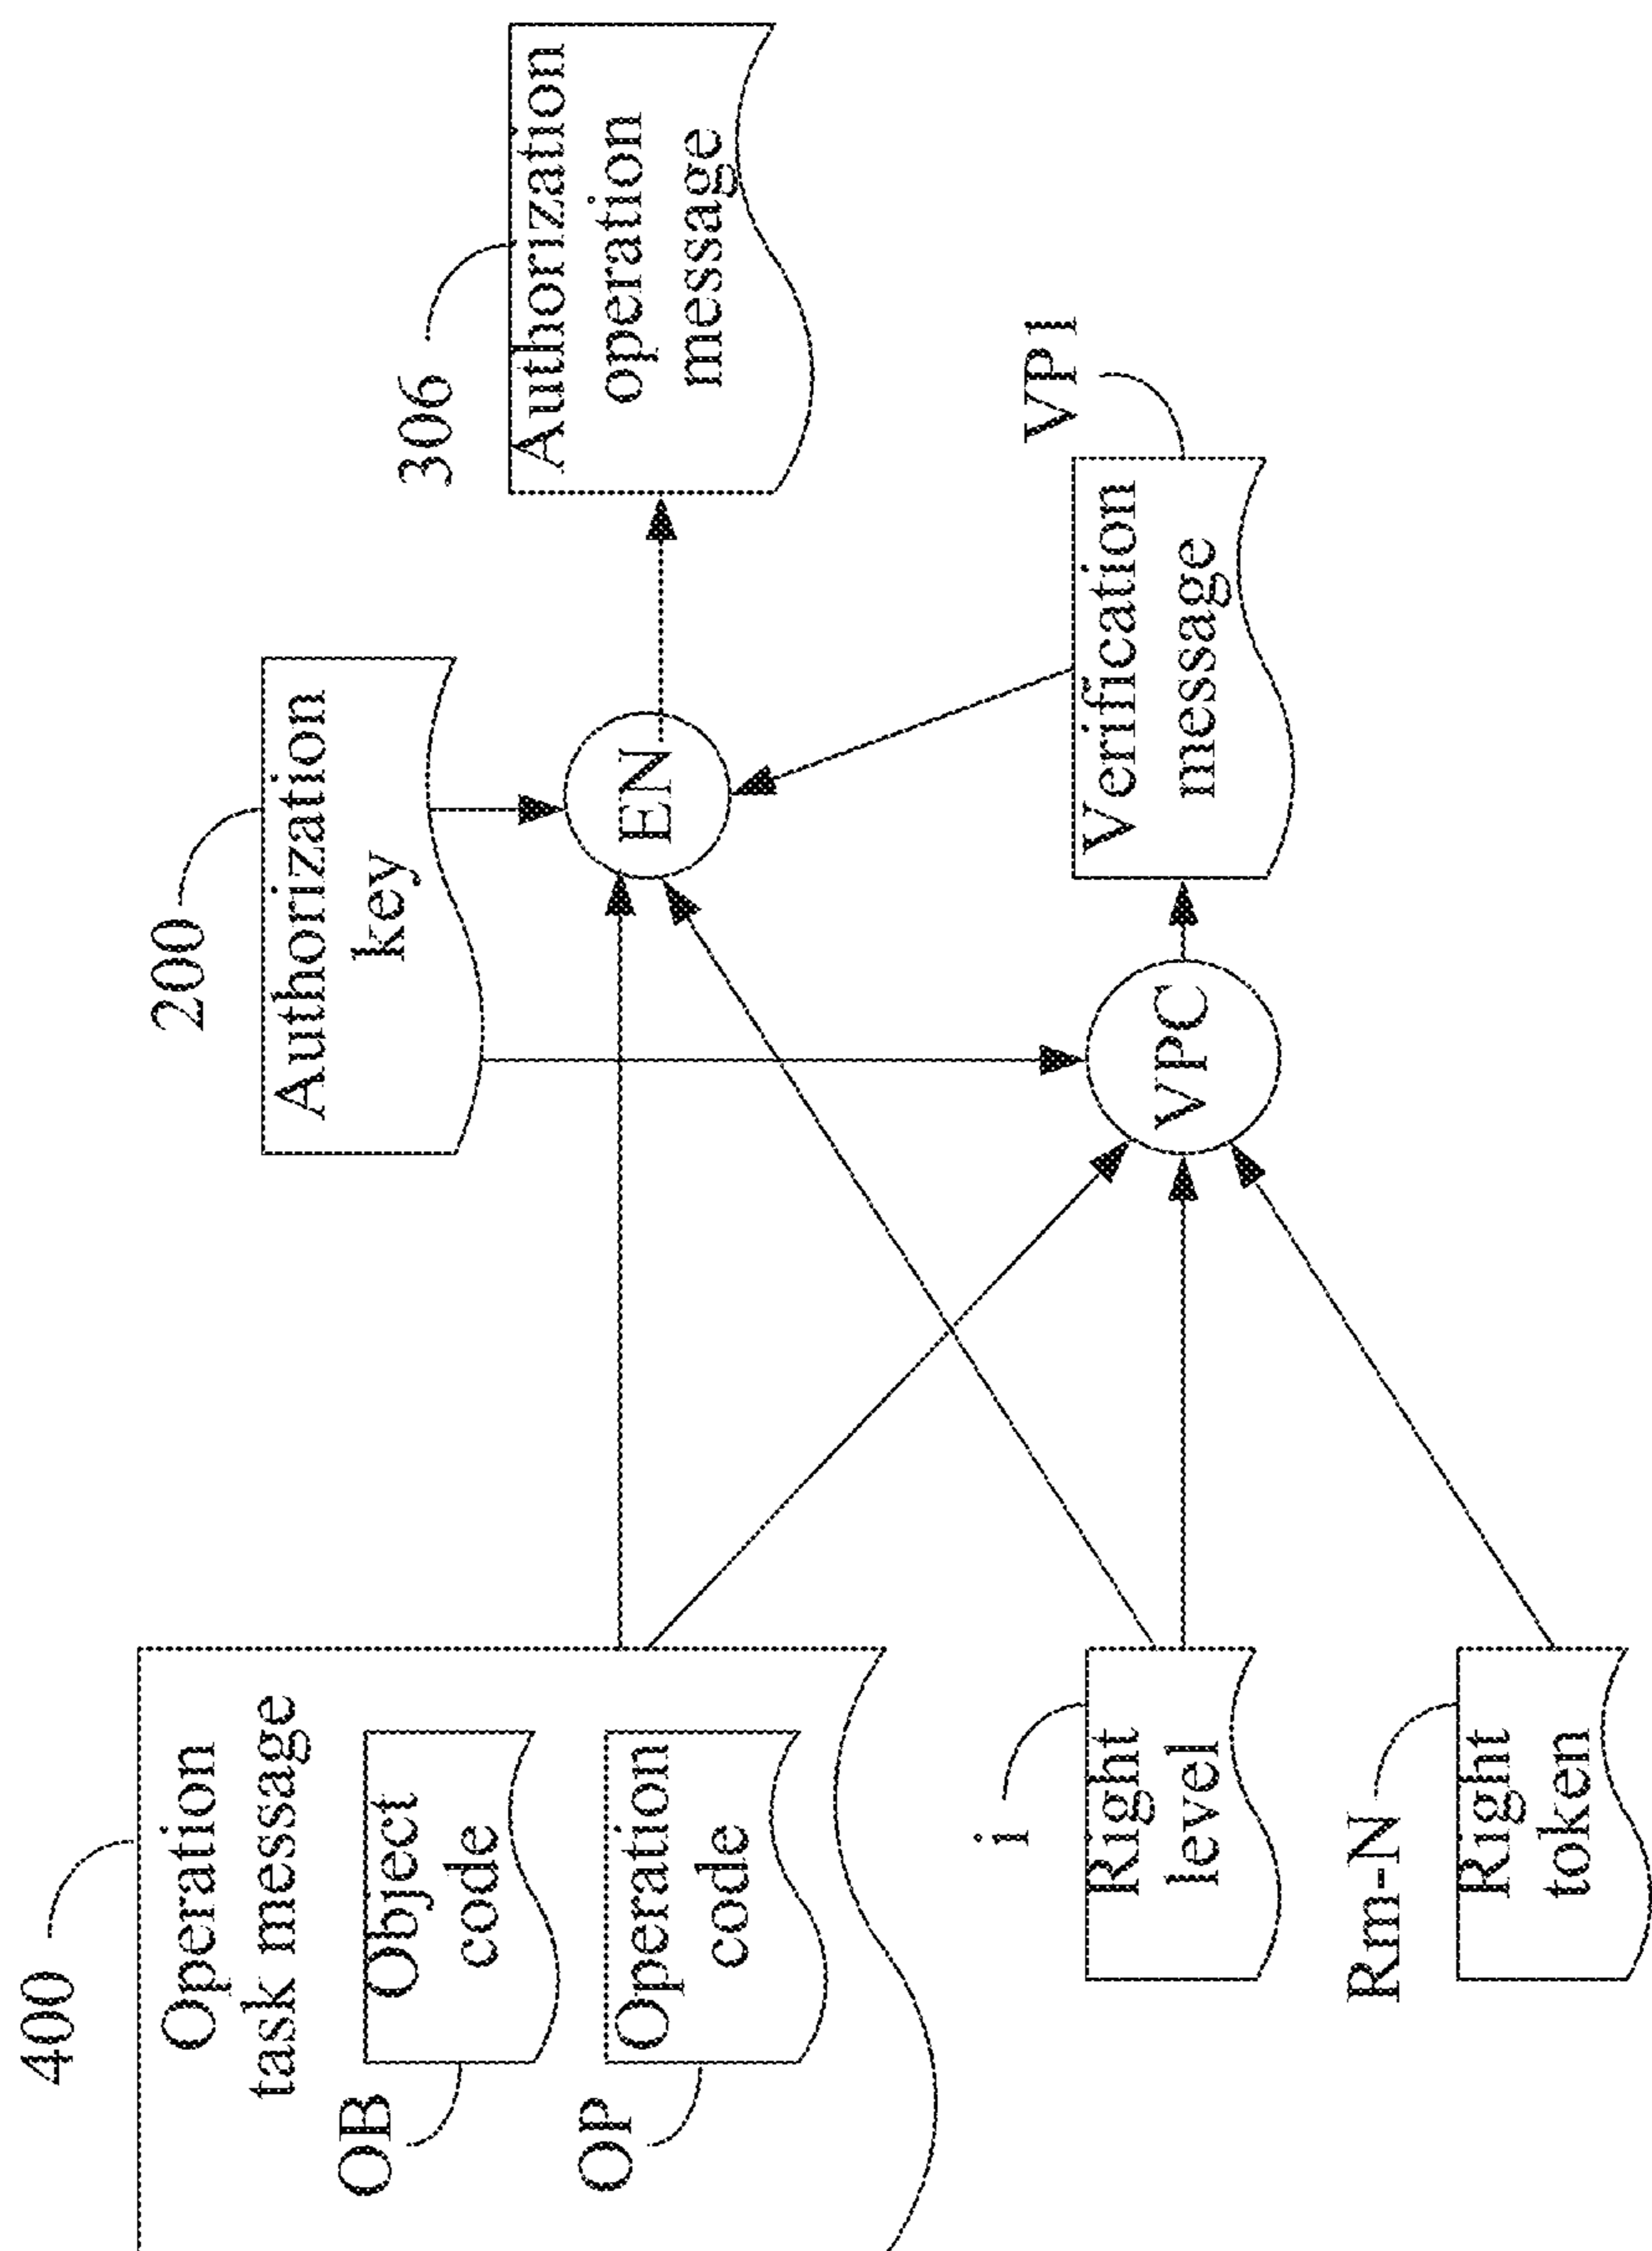 400
Operation
task message
OB
Object
code
OP
Operation
code
i
Right
level
Rm-N
Right
token
200
Authorization
key
EN
VPC
306
Authorization
operation
message
VP1
Verification
message